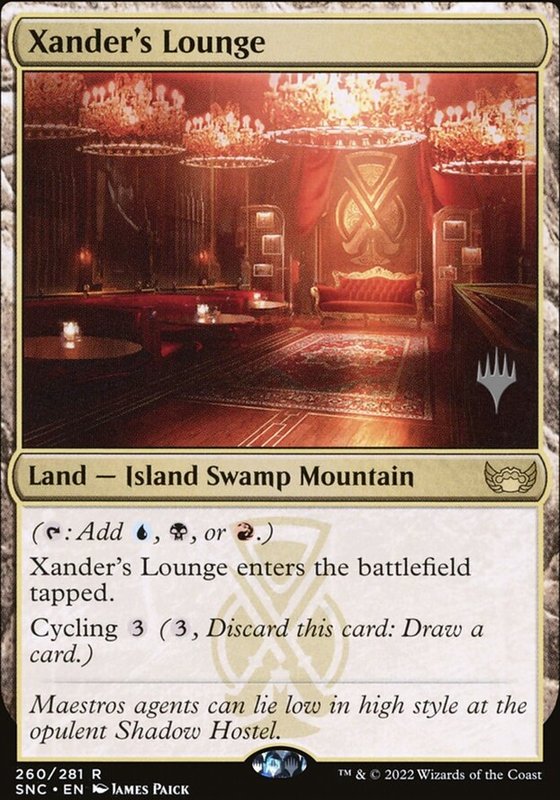 Xander's Lounge
Land — Island Swamp Mountain
(: Add , , or .)
Xander's Lounge enters the battlefield
tapped.
Cycling 3 (3, Discard this card: Draw a
card.)
Maestros agents can lie low in high style at the
opulent Shadow Hostel.
260/281 R
SNC • EN James Paick
™ & © 2022 Wizards of the Coast